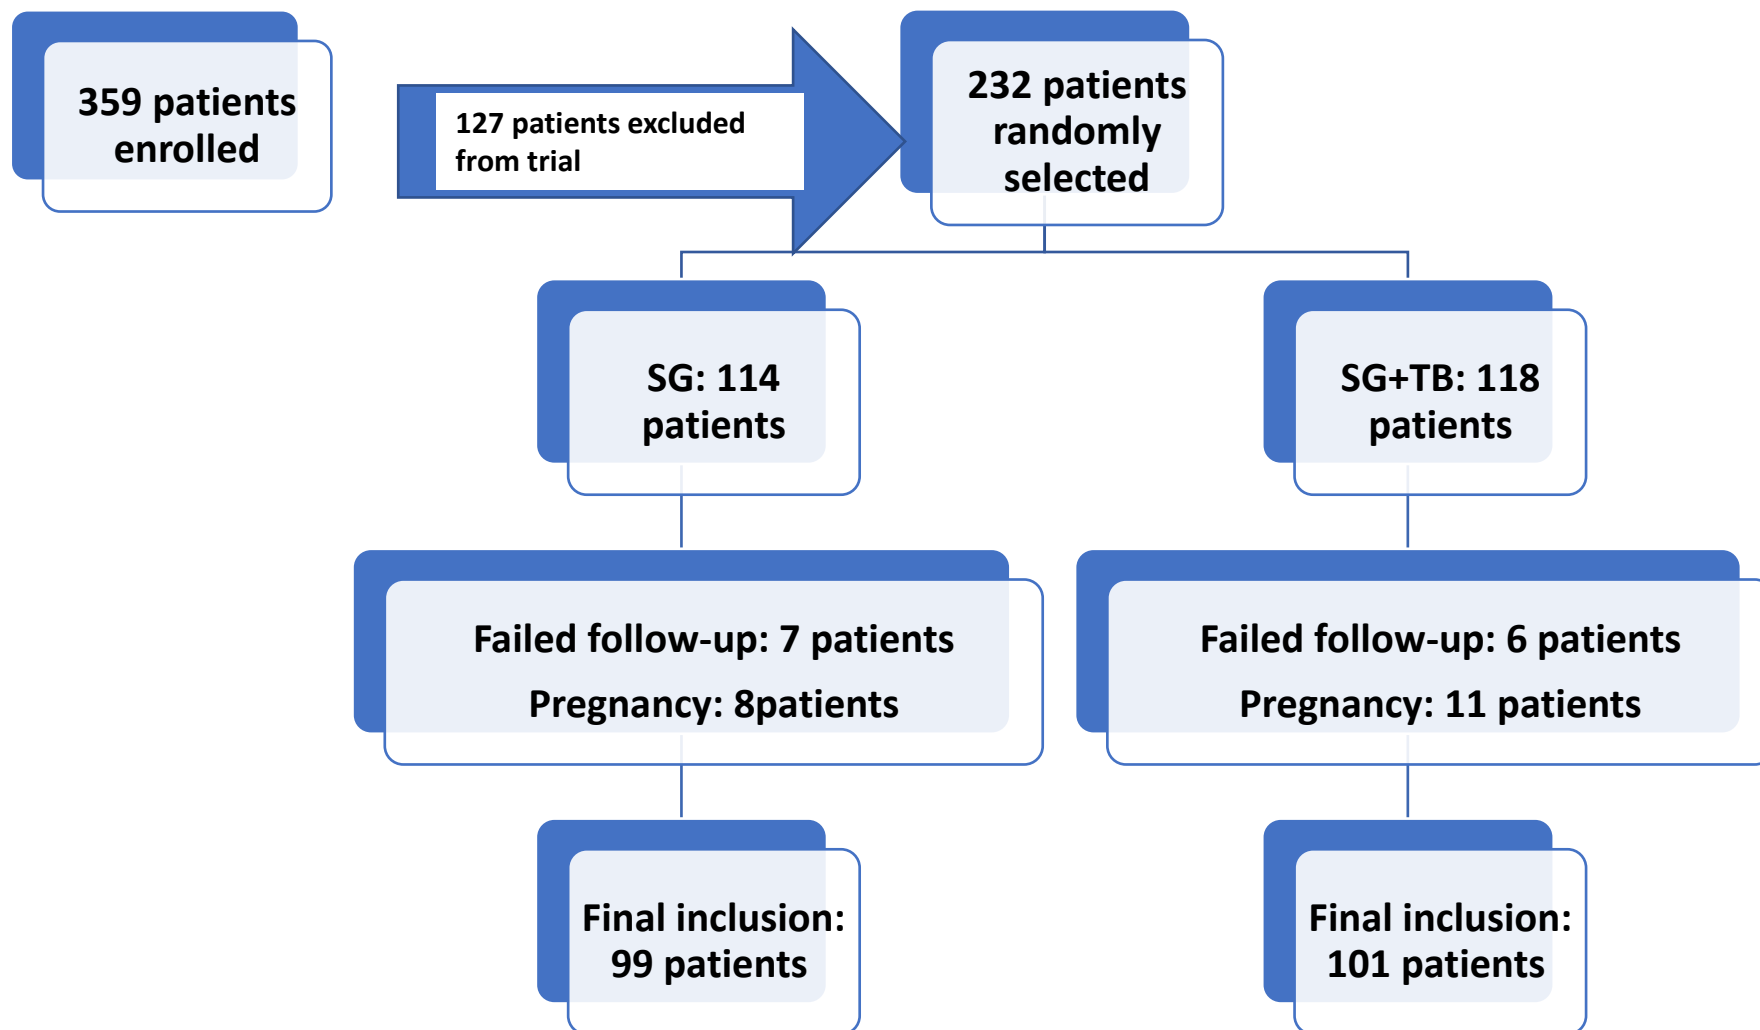 359 patients
enrolled
127 patients excluded
from trial
232 patients
randomly
selected
SG: 114
patients
SG+TB: 118
patients
Failed follow-up: 7 patients
Pregnancy: 8patients
Failed follow-up: 6 patients
Pregnancy: 11 patients
Final inclusion:
99 patients
Final inclusion:
101 patients